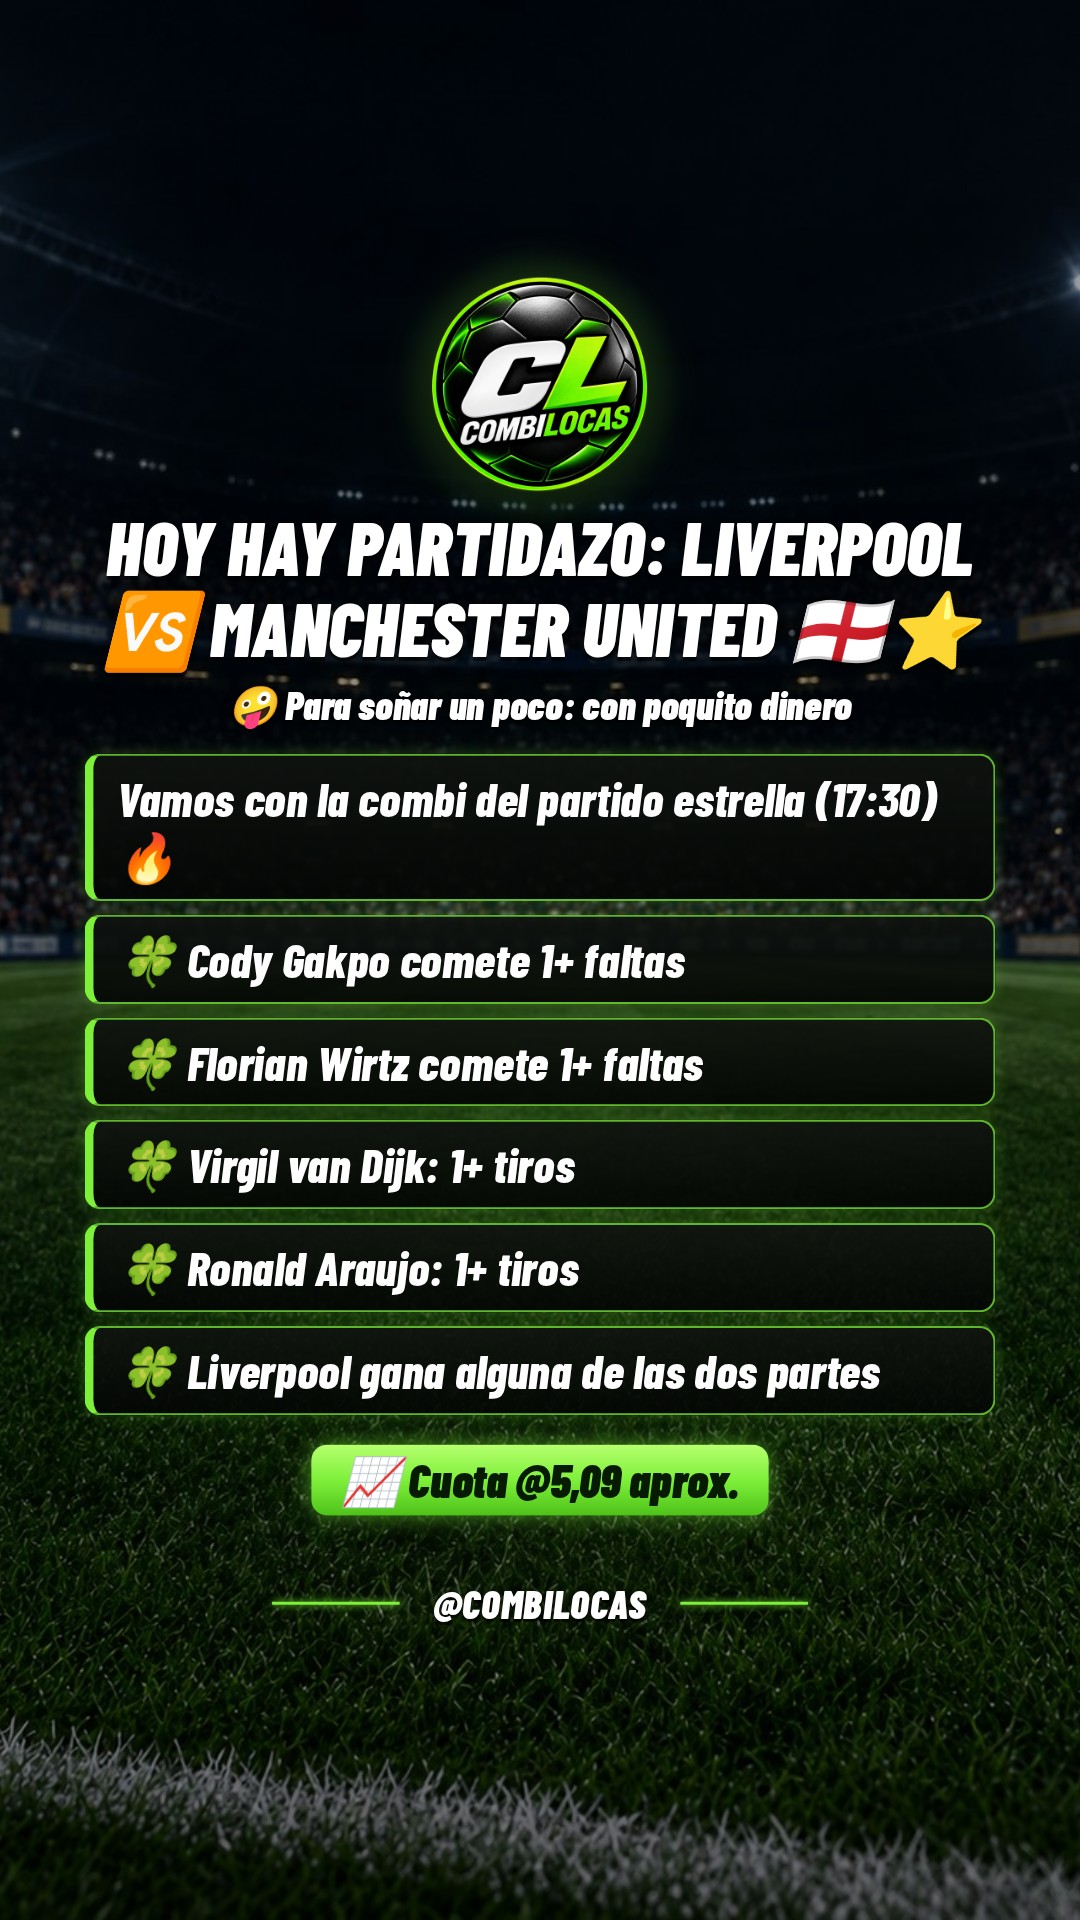 CL
COMBILOCAS
HOY HAY PARTIDAZO: LIVERPOOL
🆚 MANCHESTER UNITED 🏴󠁧󠁢󠁥󠁮󠁧󠁿⭐
🤪 Para soñar un poco: con poquito dinero
Vamos con la combi del partido estrella (17:30)
🔥
🍀 Cody Gakpo comete 1+ faltas
🍀 Florian Wirtz comete 1+ faltas
🍀 Virgil van Dijk: 1+ tiros
🍀 Ronald Araujo: 1+ tiros
🍀 Liverpool gana alguna de las dos partes
📈 Cuota @5,09 aprox.
@COMBILOCAS